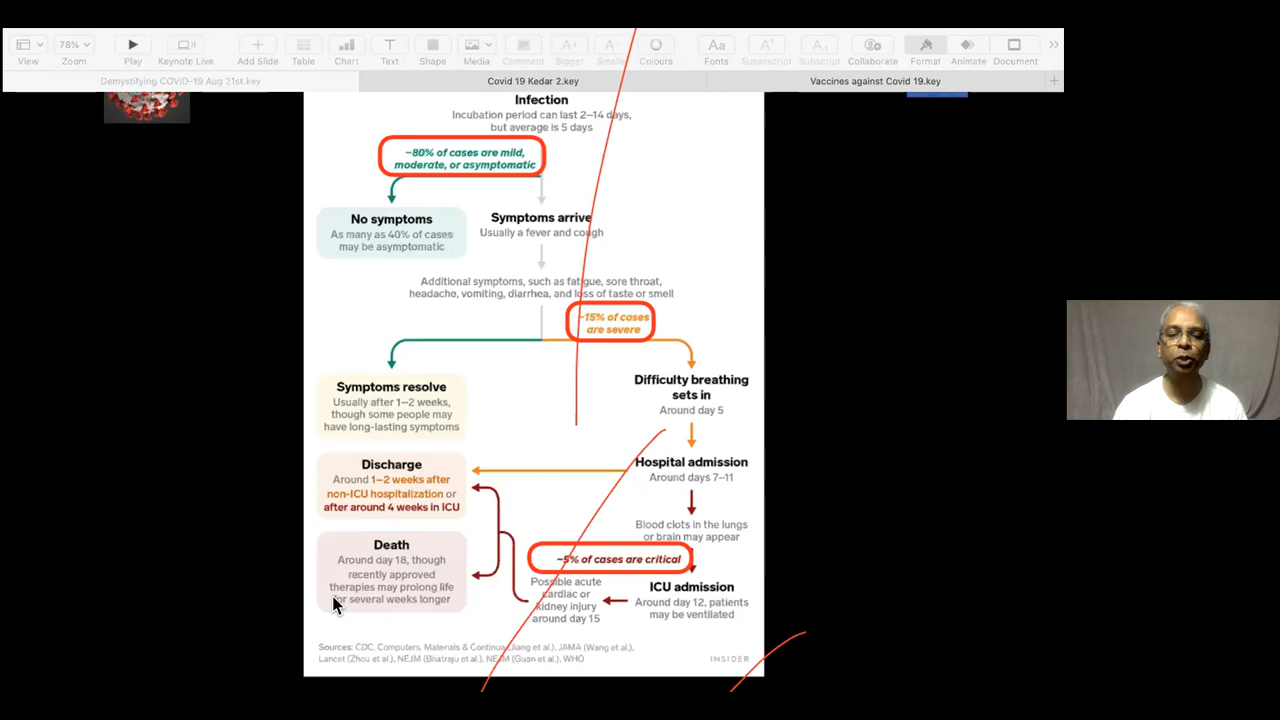 View
78%
Zoom
Play
Keynote Live
Add Slide
Table
Chart
Text
Shape
Media
Comment
Bigger
Smaller
Colours
Fonts
Superscript
Subscript
Collaborate
Format
Animate
Document
Demystifying COVID-19 Aug 21st.key
Covid 19 Kedar 2.key
Vaccines against Covid 19.key
Infection
Incubation period can last 2–14 days,
but average is 5 days
~80% of cases are mild,
moderate, or asymptomatic
No symptoms
As many as 40% of cases
may be asymptomatic
Symptoms arrive
Usually a fever and cough
Additional symptoms, such as fatigue, sore throat,
headache, vomiting, diarrhea, and loss of taste or smell
~15% of cases
are severe
Symptoms resolve
Usually after 1–2 weeks,
though some people may
have long-lasting symptoms
Difficulty breathing
sets in
Around day 5
Discharge
Around 1–2 weeks after
non-ICU hospitalization or
after around 4 weeks in ICU
Hospital admission
Around days 7–11
Blood clots in the lungs
or brain may appear
~5% of cases are critical
Death
Around day 18, though
recently approved
therapies may prolong life
for several weeks longer
Possible acute
cardiac or
kidney injury
around day 15
ICU admission
Around day 12, patients
may be ventilated
Sources: CDC, Computers, Materials & Continua (Jiang et al.), JAMA (Wang et al.),
Lancet (Zhou et al.), NEJM (Bhatraju et al.), NEJM (Guan et al.), WHO
INSIDER